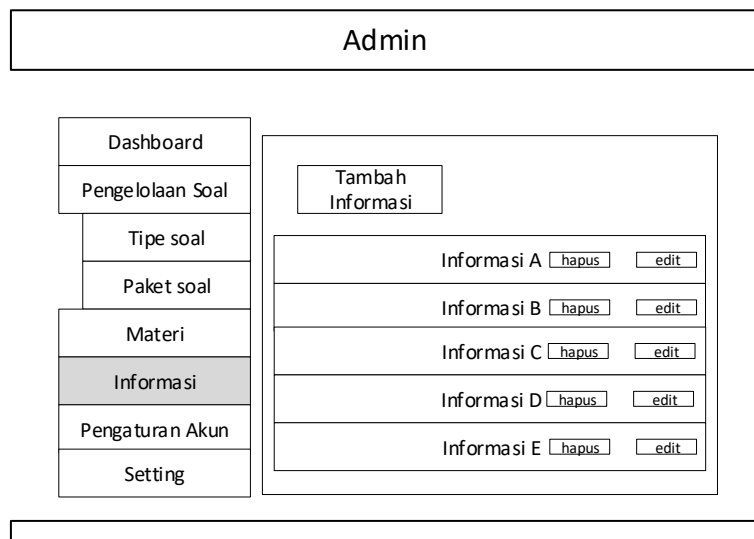 Admin
Dashboard
Pengelolaan Soal
Tipe soal
Paket soal
Materi
Informasi
Pengaturan Akun
Setting
Tambah
Informasi
Informasi A hapus edit
Informasi B hapus edit
Informasi C hapus edit
Informasi D hapus edit
Informasi E hapus edit